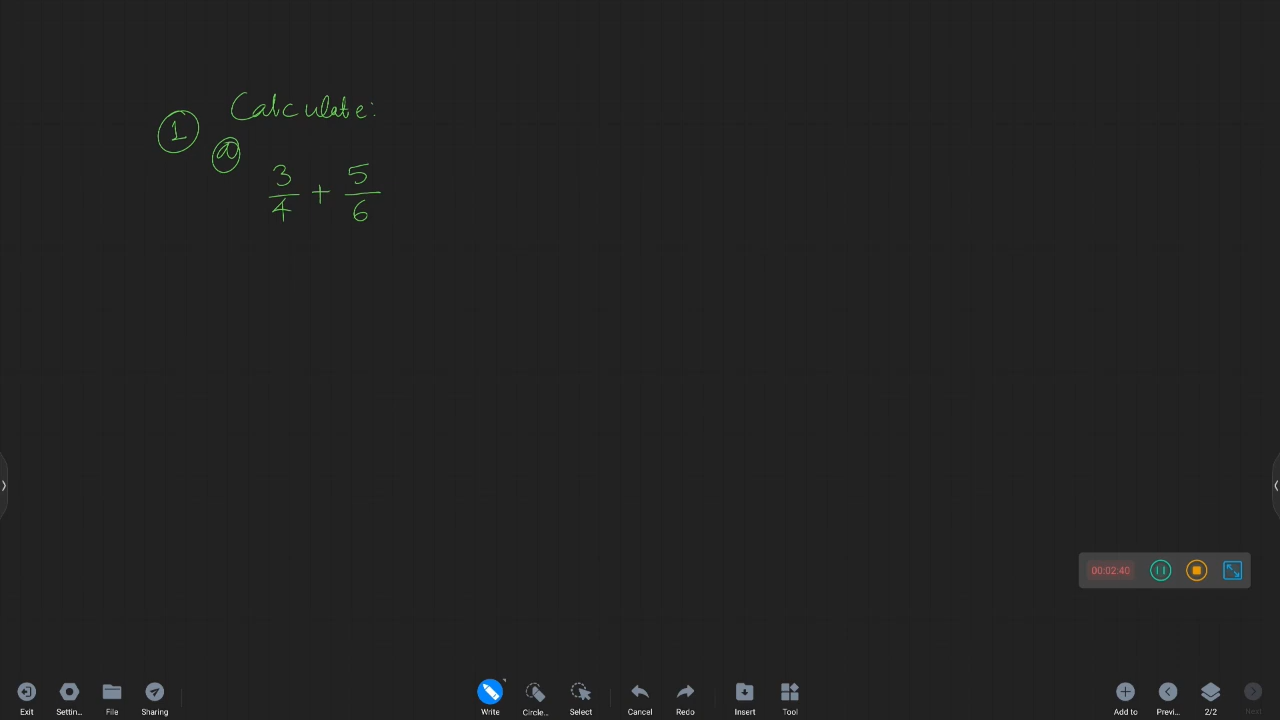 Calculate:
1
a
3/4 + 5/6
00:02:40
Exit Settin... File Sharing Write Circle... Select Cancel Redo Insert Tool Add to Previ... 2/2 Next